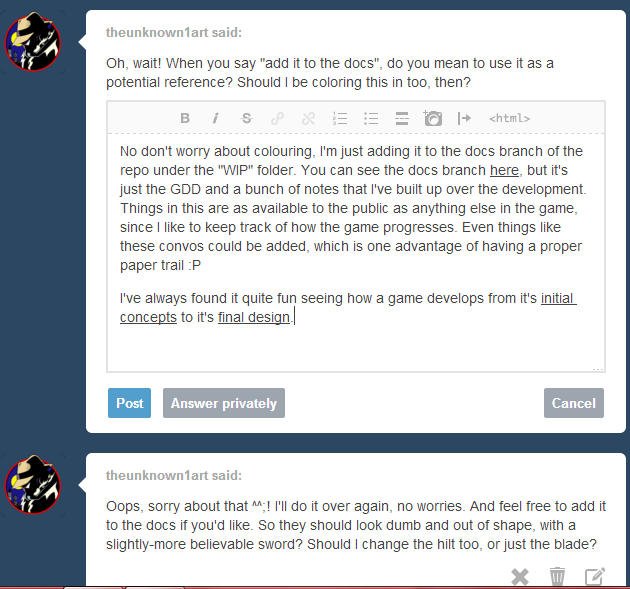 theunknown1art said:
Oh, wait! When you say "add it to the docs", do you mean to use it as a
potential reference? Should I be coloring this in too, then?
B i S <html>
No don't worry about colouring, I'm just adding it to the docs branch of the
repo under the "WIP" folder. You can see the docs branch here, but it's
just the GDD and a bunch of notes that I've built up over the development.
Things in this are as available to the public as anything else in the game,
since I like to keep track of how the game progresses. Even things like
these convos could be added, which is one advantage of having a proper
paper trail :P
I've always found it quite fun seeing how a game develops from it's initial
concepts to it's final design.
Post Answer privately Cancel
theunknown1art said:
Oops, sorry about that ^^;! I'll do it over again, no worries. And feel free to add it
to the docs if you'd like. So they should look dumb and out of shape, with a
slightly-more believable sword? Should I change the hilt too, or just the blade?